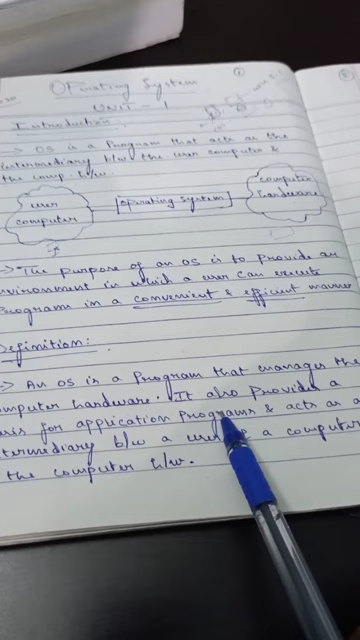 Operating System
UNIT - 1
Introduction:
→ OS is a Program that acts as the
intermediary b/w the user computer &
the comp. h/w.
user computer
Operating System
computer hardware
→ The purpose of an OS is to provide an
environment in which a user can execute
Program in a convenient & efficient manner
Definition:
→ An OS is a Program that manages the
computer hardware. It also provides a
basis for application Programs & acts as a
intermediary b/w a user & a computer
& the computer h/w.